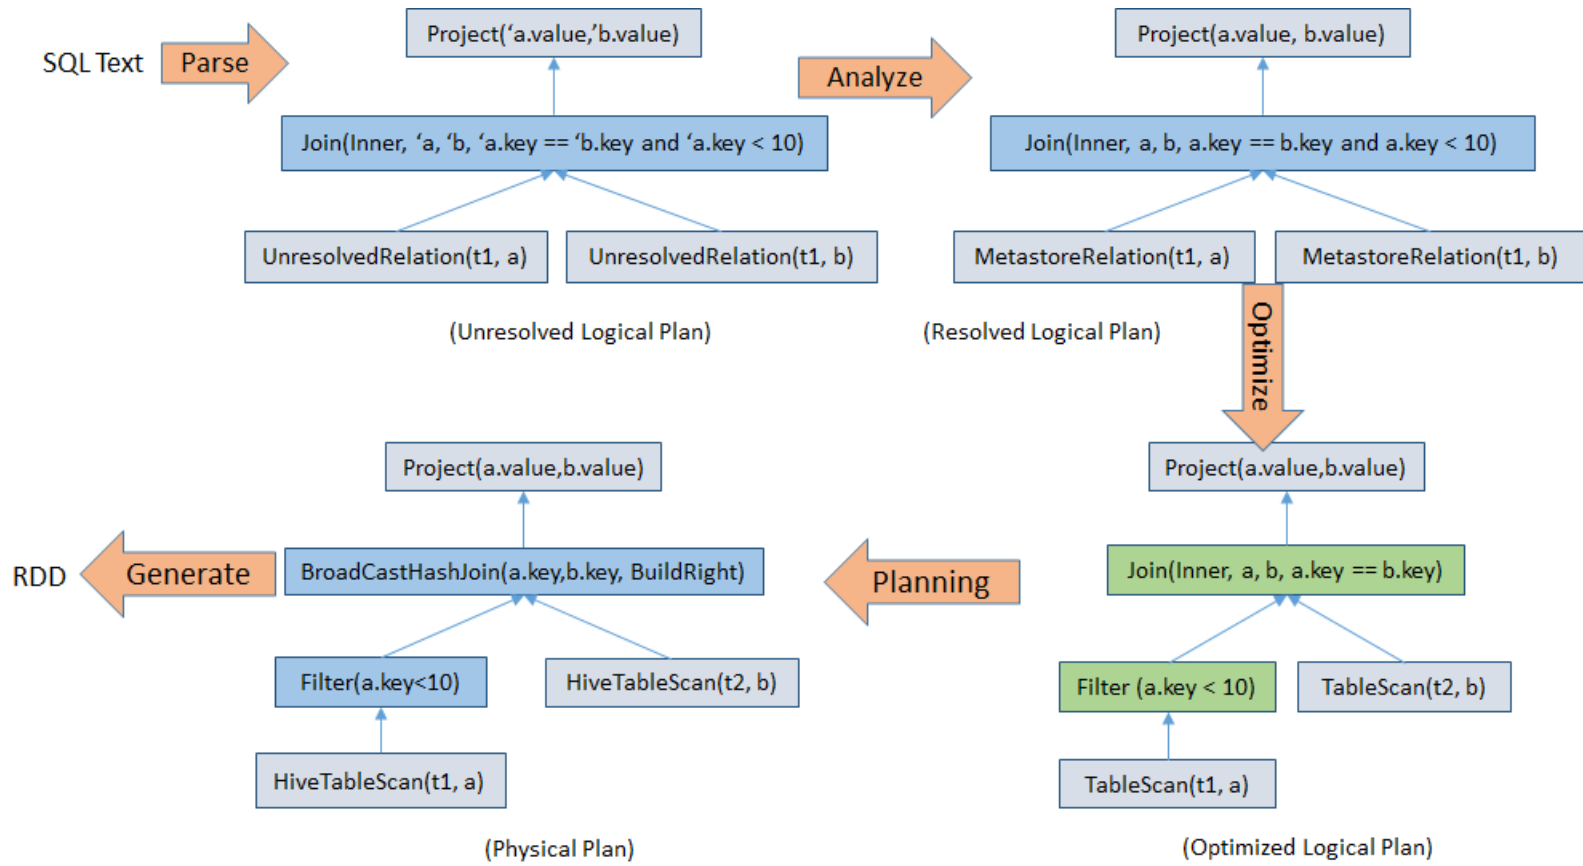 SQL Text
Parse
Project(‘a.value,’b.value)
Join(Inner, ‘a, ‘b, ‘a.key == ‘b.key and ‘a.key < 10)
UnresolvedRelation(t1, a)
UnresolvedRelation(t1, b)
(Unresolved Logical Plan)
Analyze
Project(a.value, b.value)
Join(Inner, a, b, a.key == b.key and a.key < 10)
MetastoreRelation(t1, a)
MetastoreRelation(t1, b)
(Resolved Logical Plan)
Optimize
Project(a.value,b.value)
Join(Inner, a, b, a.key == b.key)
Filter (a.key < 10)
TableScan(t2, b)
TableScan(t1, a)
(Optimized Logical Plan)
Planning
Project(a.value,b.value)
BroadCastHashJoin(a.key,b.key, BuildRight)
Filter(a.key<10)
HiveTableScan(t2, b)
HiveTableScan(t1, a)
(Physical Plan)
Generate
RDD